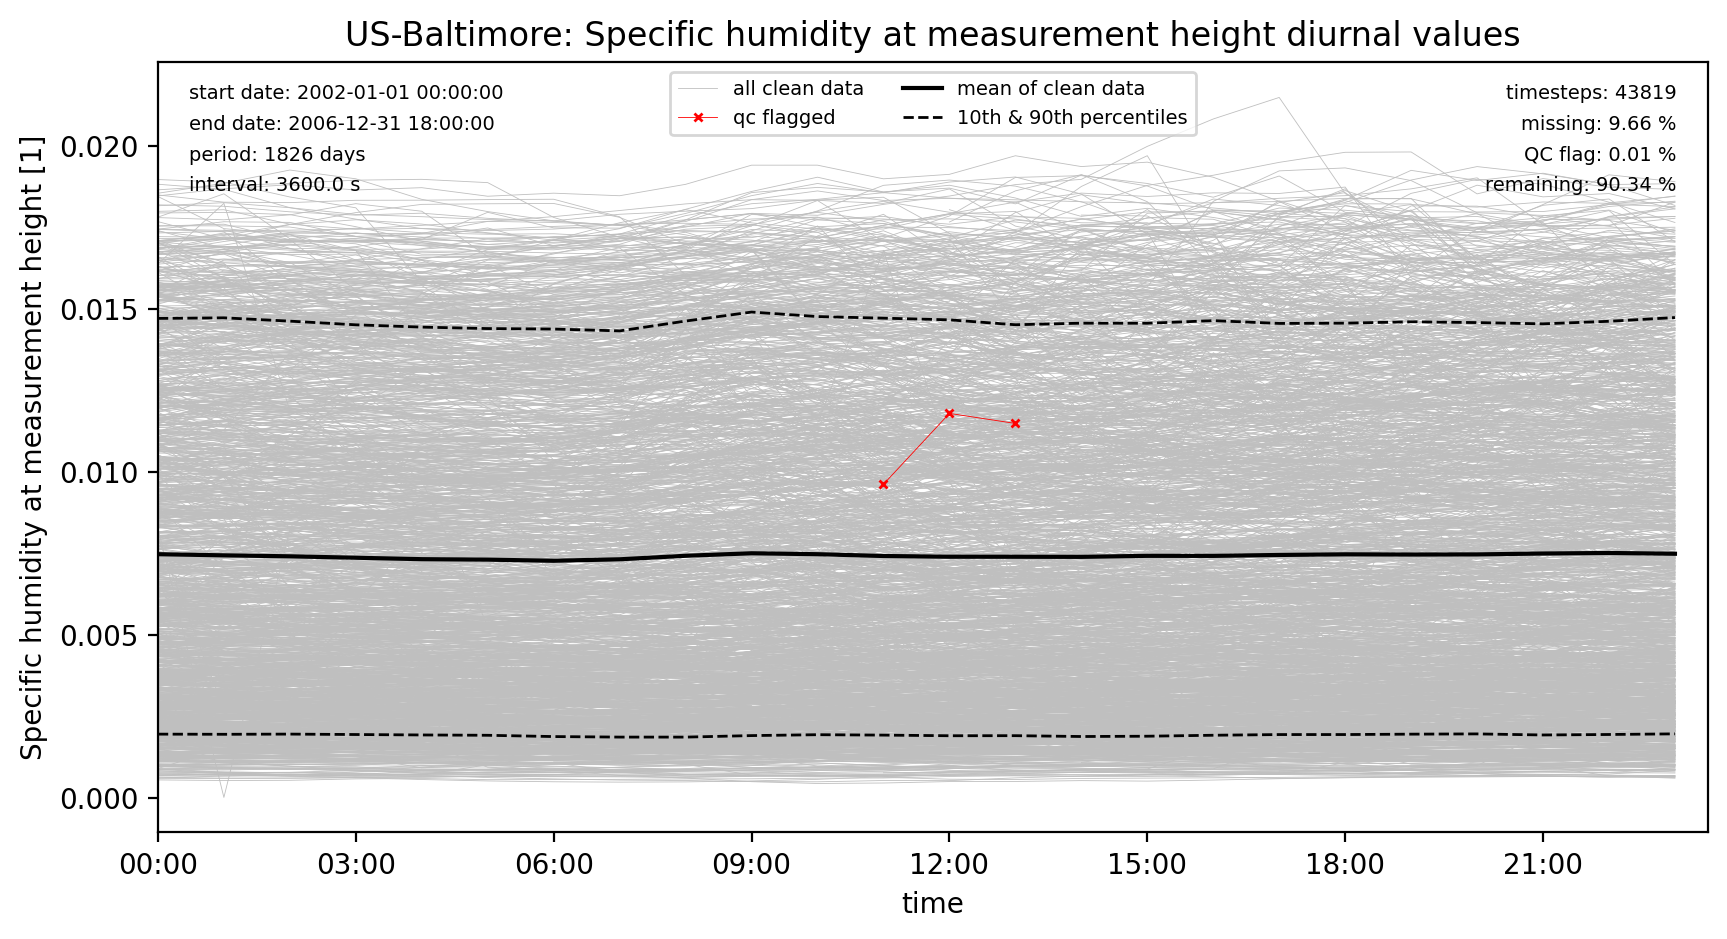 US-Baltimore: Specific humidity at measurement height diurnal values
start date: 2002-01-01 00:00:00
end date: 2006-12-31 18:00:00
period: 1826 days
interval: 3600.0 s
all clean data
qc flagged
mean of clean data
10th & 90th percentiles
timesteps: 43819
missing: 9.66 %
QC flag: 0.01 %
remaining: 90.34 %
Specific humidity at measurement height [1]
0.020
0.015
0.010
0.005
0.000
00:00 03:00 06:00 09:00 12:00 15:00 18:00 21:00
time